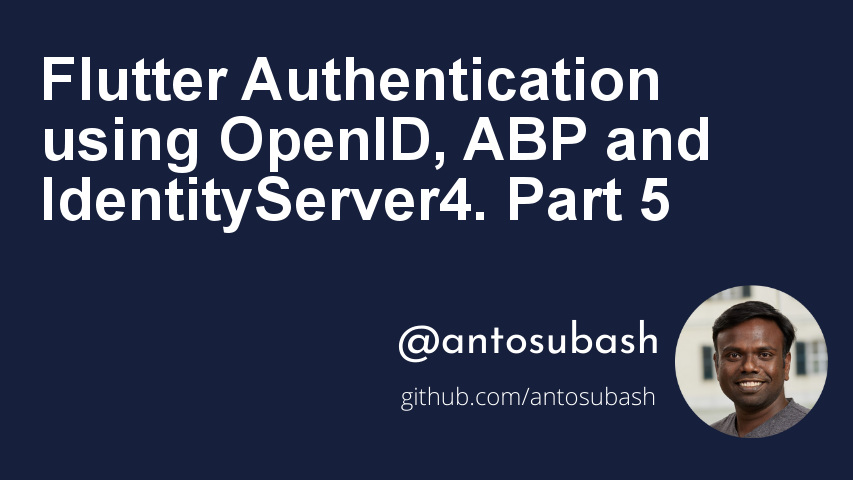 Flutter Authentication
using OpenID, ABP and
IdentityServer4. Part 5
@antosubash
github.com/antosubash